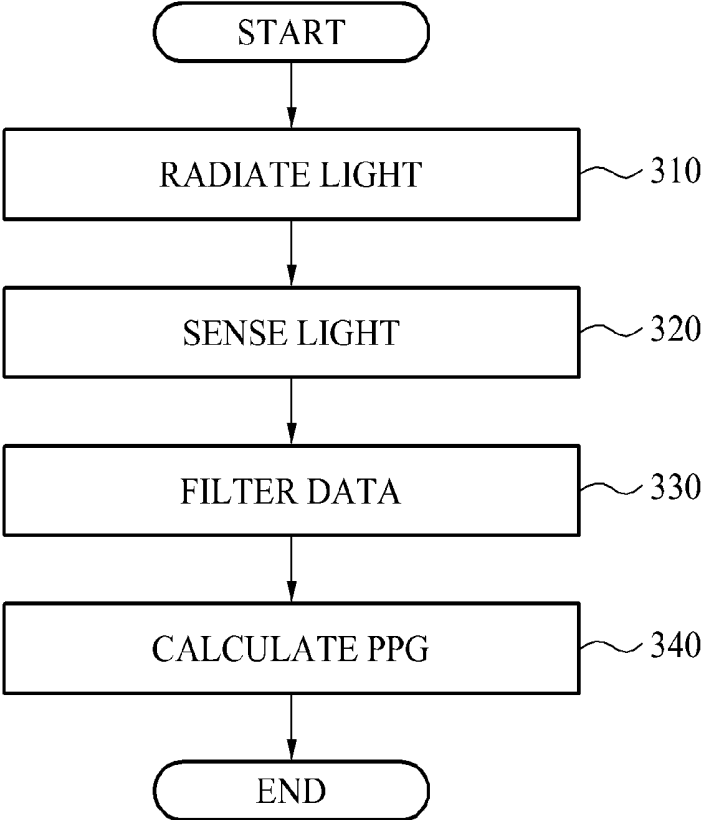 START
RADIATE LIGHT 310
SENSE LIGHT 320
FILTER DATA 330
CALCULATE PPG 340
END